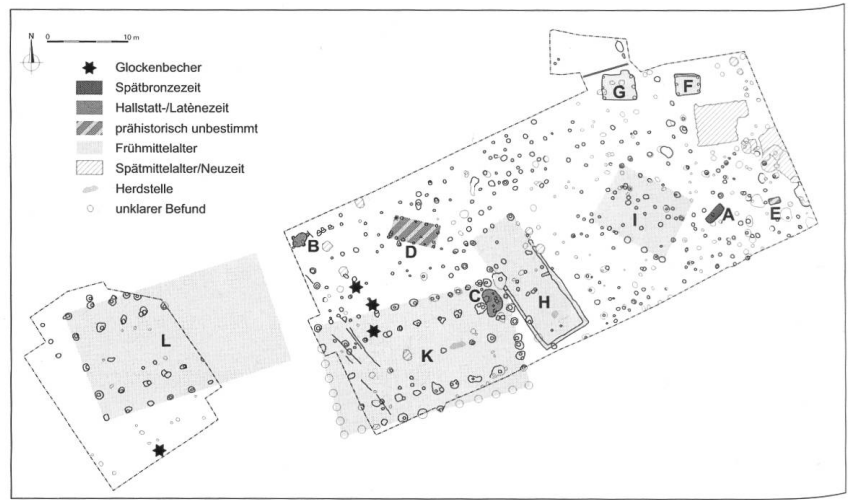 N
0 10 m
Glockenbecher
Spätbronzezeit
Hallstatt-/Latènezeit
prähistorisch unbestimmt
Frühmittelalter
Spätmittelalter/Neuzeit
Herdstelle
unklarer Befund
G
F
A
E
I
B
D
C
H
L
K